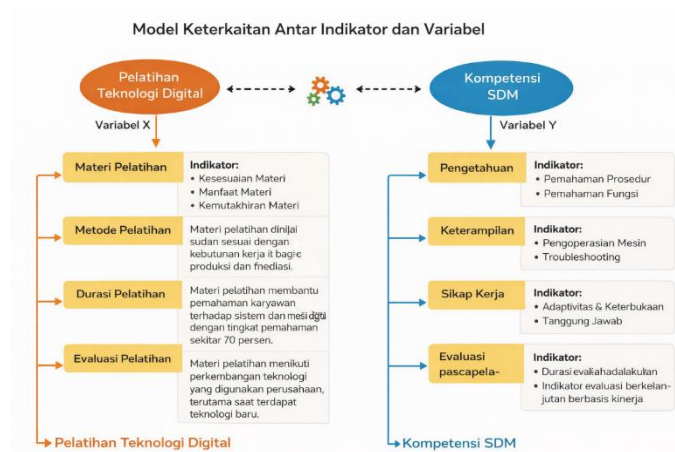 Model Keterkaitan Antar Indikator dan Variabel
Pelatihan
Teknologi Digital
Kompetensi
SDM
Variabel X
Variabel Y
Materi Pelatihan
Indikator:
• Kesesuaian Materi
• Manfaat Materi
• Kemutakhiran Materi
Metode Pelatihan
Materi pelatihan dinilai
sudan sesuai dengan
kebutunan kerja it bagic
produksi dan fnediasi.
Durasi Pelatihan
Materi pelatihan membantu
pemahaman karyawan
terhadap sistem dan
dengan tingkat pemahaman
sekitar 70 persen.
Evaluasi Pelatihan
Materi pelatihan menikuti
perkembangan teknologi
yang digunakan perusahaan,
terutama saat terdapat
teknologi baru.
Pelatihan Teknologi Digital
Pengetahuan
Indikator:
• Pemahaman Prosedur
• Pemahaman Fungsi
Keterampilan
Indikator:
• Pengoperasian Mesin
• Troubleshooting
Sikap Kerja
Indikator:
• Adaptivitas & Keterbukaan
• Tanggung Jawab
Evaluasi
pascapela-
Indikator:
• Durasi evaliahadalakulan
• Indikator evaluasi berkelan-
jutan berbasis kinerja
Kompetensi SDM